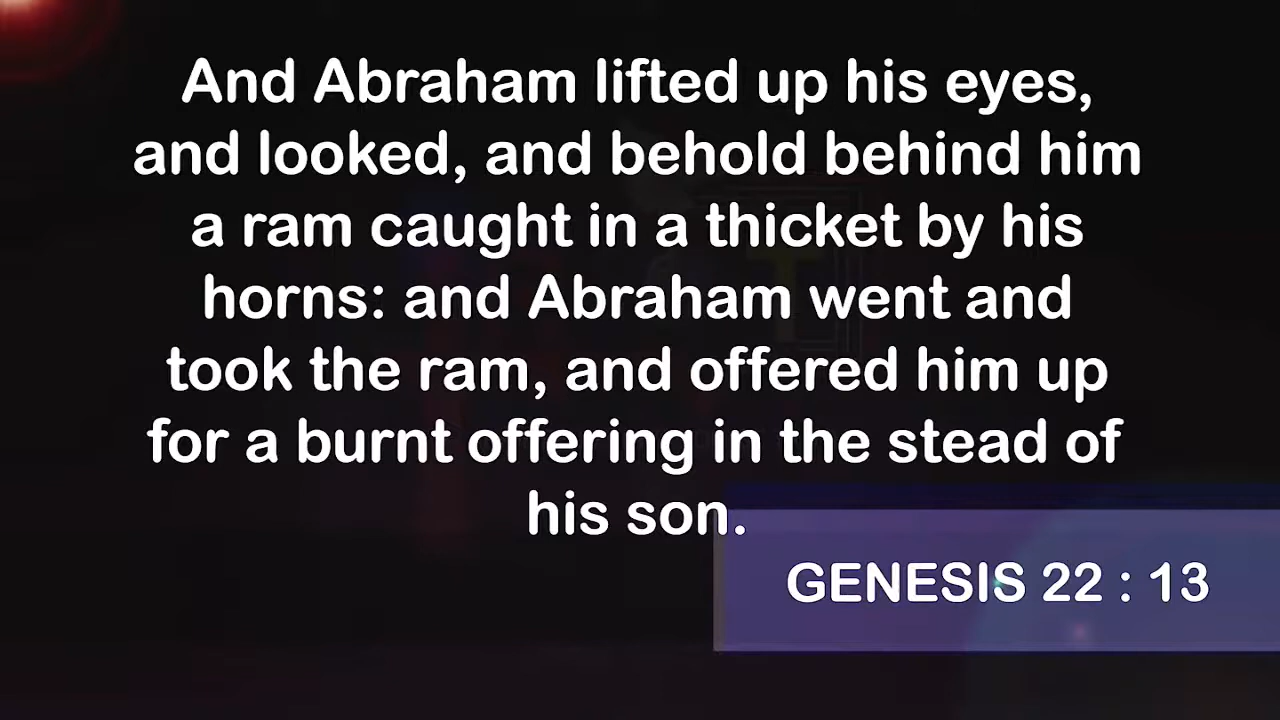 And Abraham lifted up his eyes,
and looked, and behold behind him
a ram caught in a thicket by his
horns: and Abraham went and
took the ram, and offered him up
for a burnt offering in the stead of
his son.
GENESIS 22 : 13